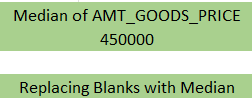 Median of AMT_GOODS_PRICE
450000
Replacing Blanks with Median